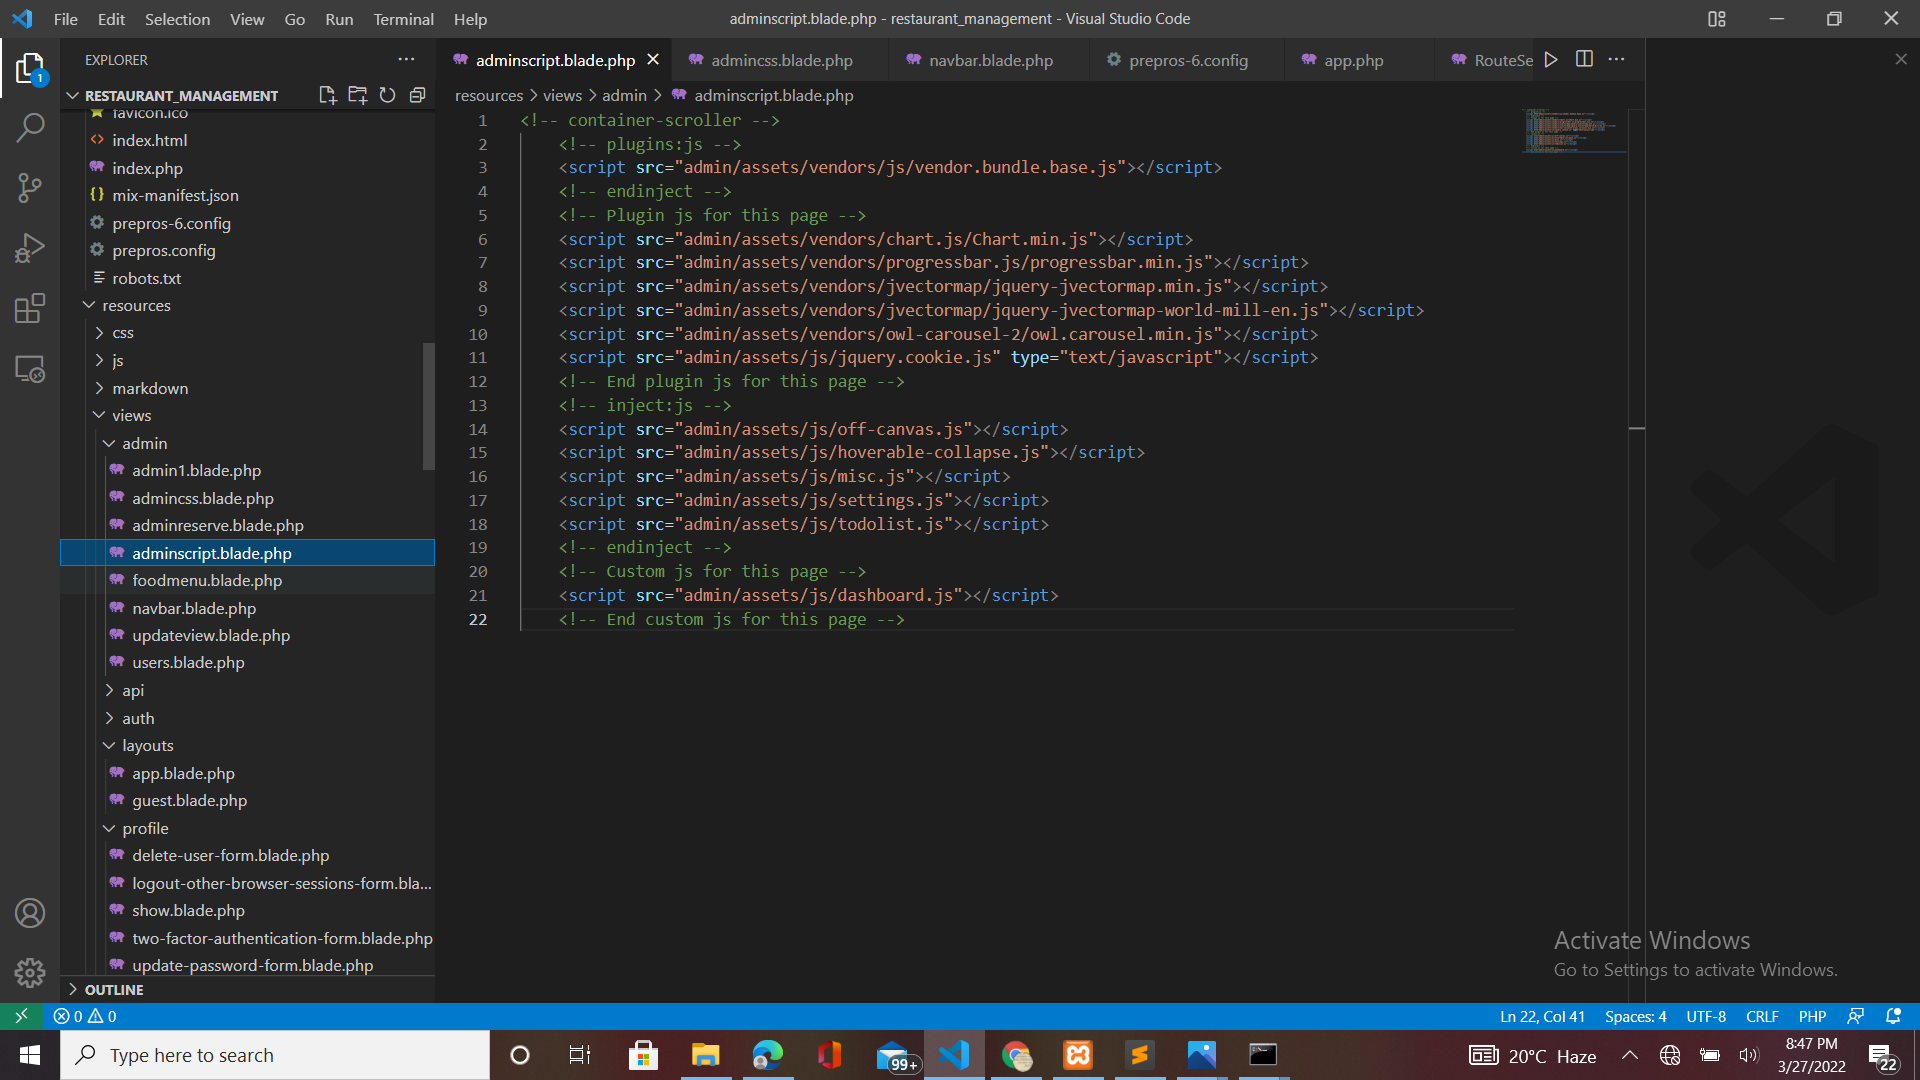 File Edit Selection View Go Run Terminal Help
adminscript.blade.php - restaurant_management - Visual Studio Code
EXPLORER
1
RESTAURANT_MANAGEMENT
favicon.ico
index.html
index.php
mix-manifest.json
prepros-6.config
prepros.config
robots.txt
resources
css
js
markdown
views
admin
admin1.blade.php
admincss.blade.php
adminreserve.blade.php
adminscript.blade.php
foodmenu.blade.php
navbar.blade.php
updateview.blade.php
users.blade.php
api
auth
layouts
app.blade.php
guest.blade.php
profile
delete-user-form.blade.php
logout-other-browser-sessions-form.bla...
show.blade.php
two-factor-authentication-form.blade.php
update-password-form.blade.php
OUTLINE
adminscript.blade.php admincss.blade.php navbar.blade.php prepros-6.config app.php RouteSe
resources > views > admin > adminscript.blade.php
1 <!-- container-scroller -->
2 <!-- plugins:js -->
3 <script src="admin/assets/vendors/js/vendor.bundle.base.js"></script>
4 <!-- endinject -->
5 <!-- Plugin js for this page -->
6 <script src="admin/assets/vendors/chart.js/Chart.min.js"></script>
7 <script src="admin/assets/vendors/progressbar.js/progressbar.min.js"></script>
8 <script src="admin/assets/vendors/jvectormap/jquery-jvectormap.min.js"></script>
9 <script src="admin/assets/vendors/jvectormap/jquery-jvectormap-world-mill-en.js"></script>
10 <script src="admin/assets/vendors/owl-carousel-2/owl.carousel.min.js"></script>
11 <script src="admin/assets/js/jquery.cookie.js" type="text/javascript"></script>
12 <!-- End plugin js for this page -->
13 <!-- inject:js -->
14 <script src="admin/assets/js/off-canvas.js"></script>
15 <script src="admin/assets/js/hoverable-collapse.js"></script>
16 <script src="admin/assets/js/misc.js"></script>
17 <script src="admin/assets/js/settings.js"></script>
18 <script src="admin/assets/js/todolist.js"></script>
19 <!-- endinject -->
20 <!-- Custom js for this page -->
21 <script src="admin/assets/js/dashboard.js"></script>
22 <!-- End custom js for this page -->
Activate Windows
Go to Settings to activate Windows.
0 0
Ln 22, Col 41 Spaces: 4 UTF-8 CRLF PHP
Type here to search
99+
20°C Haze
8:47 PM
3/27/2022
22